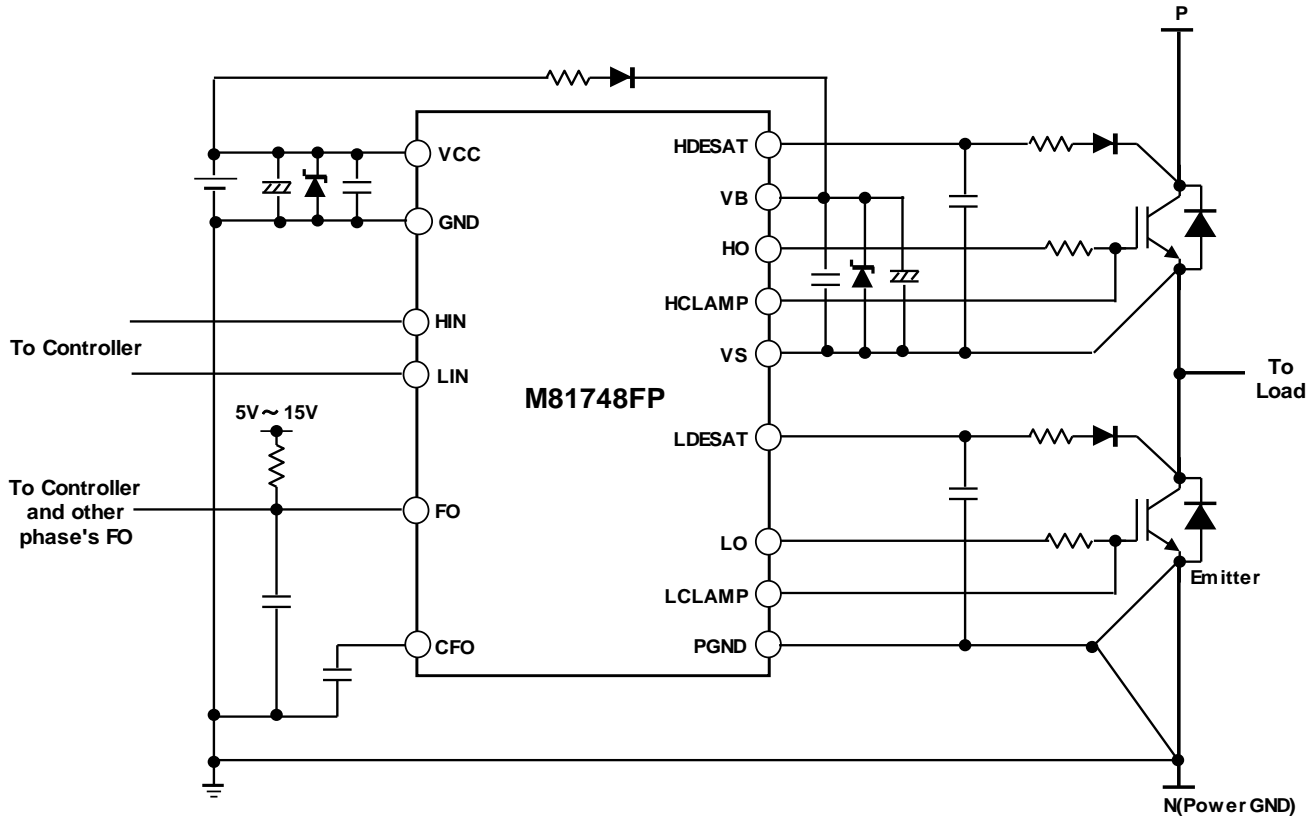 P
VCC
GND
HIN
LIN
To Controller
5V～15V
To Controller
and other
phase's FO
FO
CFO
M81748FP
HDESAT
VB
HO
HCLAMP
VS
LDESAT
LO
LCLAMP
PGND
To
Load
Emitter
N(Power GND)